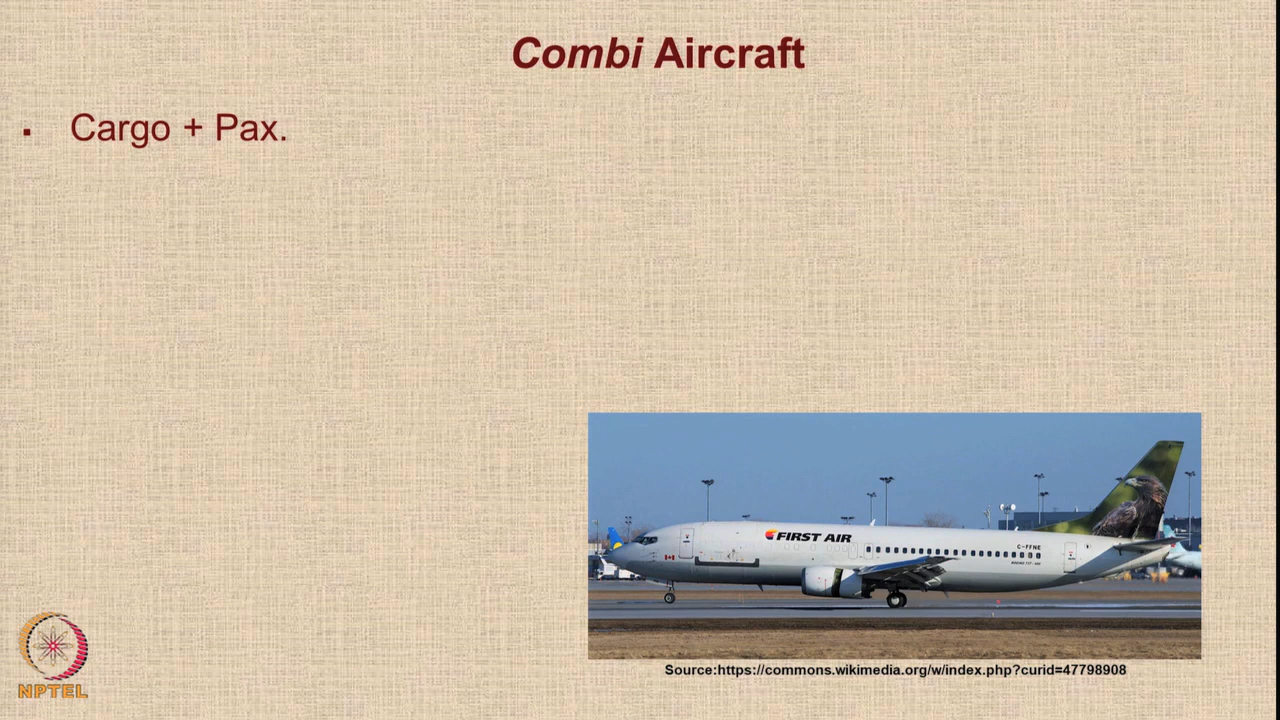 Combi Aircraft
▪ Cargo + Pax.
FIRST AIR
C-FFNE
Source:https://commons.wikimedia.org/w/index.php?curid=47798908
NPTEL